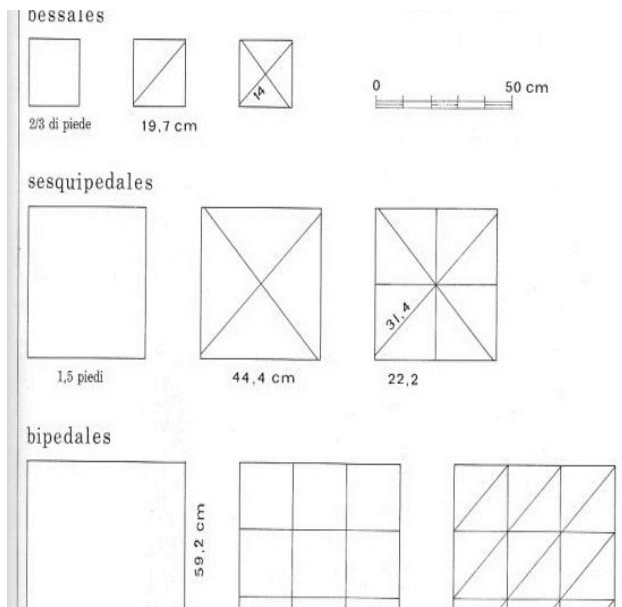 bessales
0 50 cm
14
2/3 di piede
19,7 cm
sesquipedales
31,4
1,5 piedi
44,4 cm
22,2
bipedales
59,2 cm